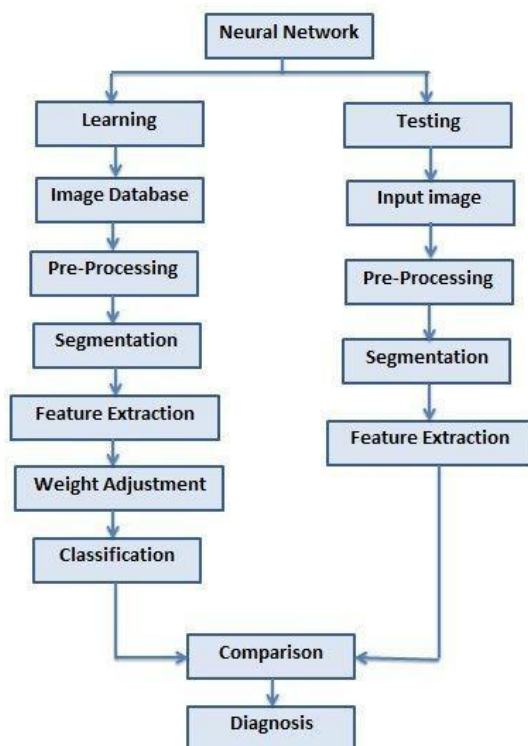 Neural Network
Learning
Testing
Image Database
Input image
Pre-Processing
Pre-Processing
Segmentation
Segmentation
Feature Extraction
Feature Extraction
Weight Adjustment
Classification
Comparison
Diagnosis